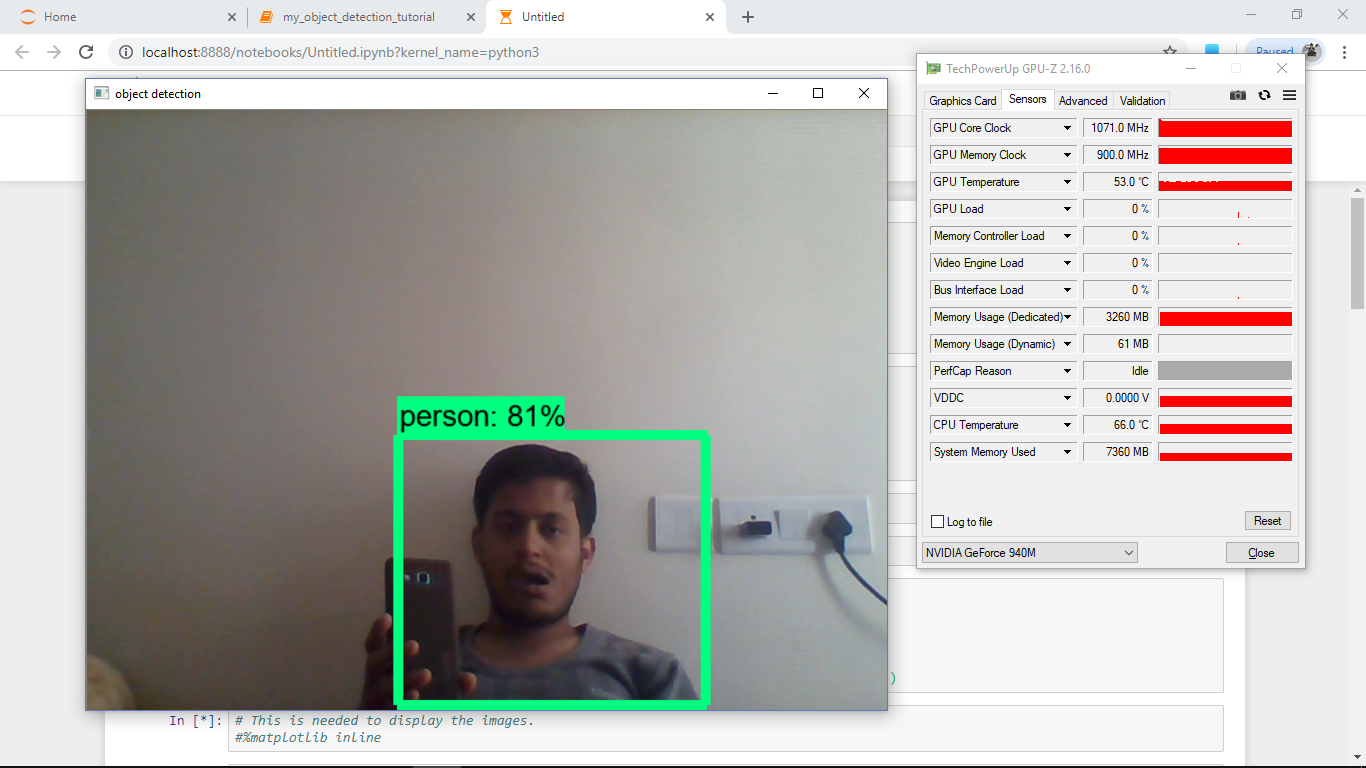 Home
my_object_detection_tutorial
Untitled
localhost:8888/notebooks/Untitled.ipynb?kernel_name=python3
Paused
object detection
person: 81%
TechPowerUp GPU-Z 2.16.0
Graphics Card Sensors Advanced Validation
GPU Core Clock 1071.0 MHz
GPU Memory Clock 900.0 MHz
GPU Temperature 53.0 °C
GPU Load 0 %
Memory Controller Load 0 %
Video Engine Load 0 %
Bus Interface Load 0 %
Memory Usage (Dedicated) 3260 MB
Memory Usage (Dynamic) 61 MB
PerfCap Reason Idle
VDDC 0.0000 V
CPU Temperature 66.0 °C
System Memory Used 7360 MB
Log to file Reset
NVIDIA GeForce 940M Close
)
In [*]: # This is needed to display the images.
#%matplotlib inline